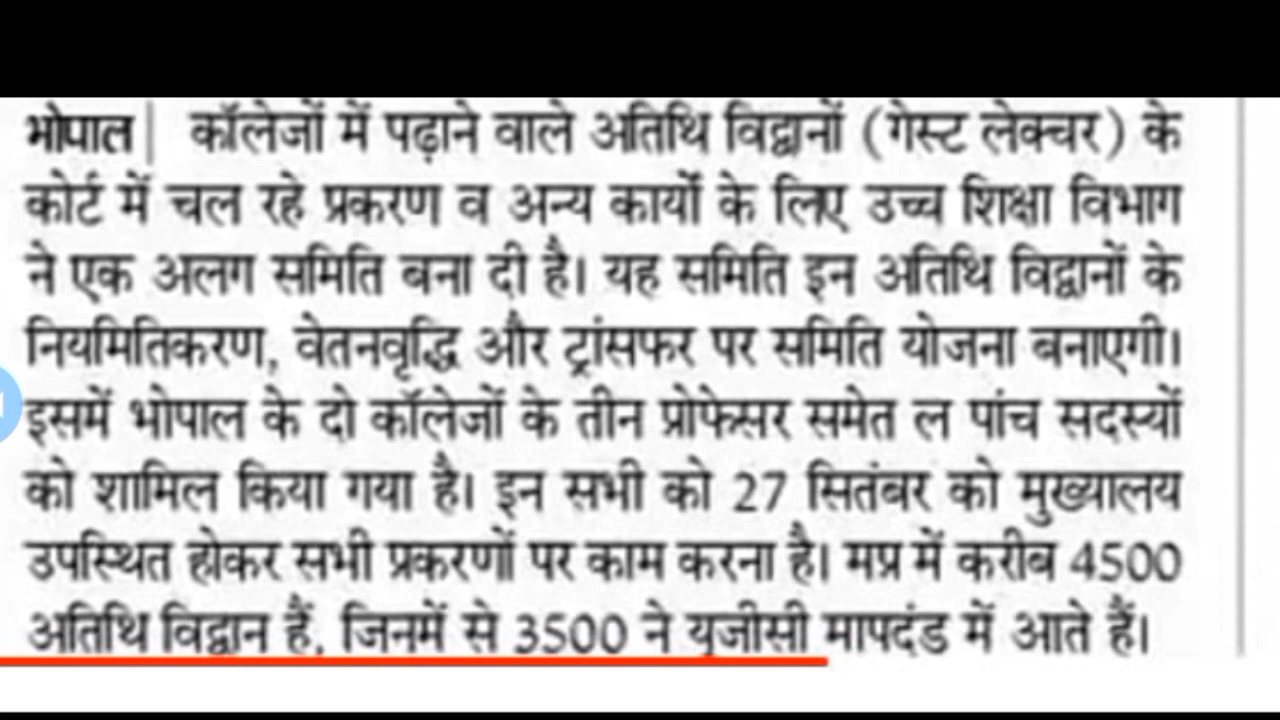 भोपाल| कॉलेजों में पढ़ाने वाले अतिथि विद्वानों (गेस्ट लेक्चर) के
कोर्ट में चल रहे प्रकरण व अन्य कार्यों के लिए उच्च शिक्षा विभाग
ने एक अलग समिति बना दी है। यह समिति इन अतिथि विद्वानों के
नियमितिकरण, वेतनवृद्धि और ट्रांसफर पर समिति योजना बनाएगी।
इसमें भोपाल के दो कॉलेजों के तीन प्रोफेसर समेत ल पांच सदस्यों
को शामिल किया गया है। इन सभी को 27 सितंबर को मुख्यालय
उपस्थित होकर सभी प्रकरणों पर काम करना है। मप्र में करीब 4500
अतिथि विद्वान हैं, जिनमें से 3500 ने यूजीसी मापदंड में आते हैं।